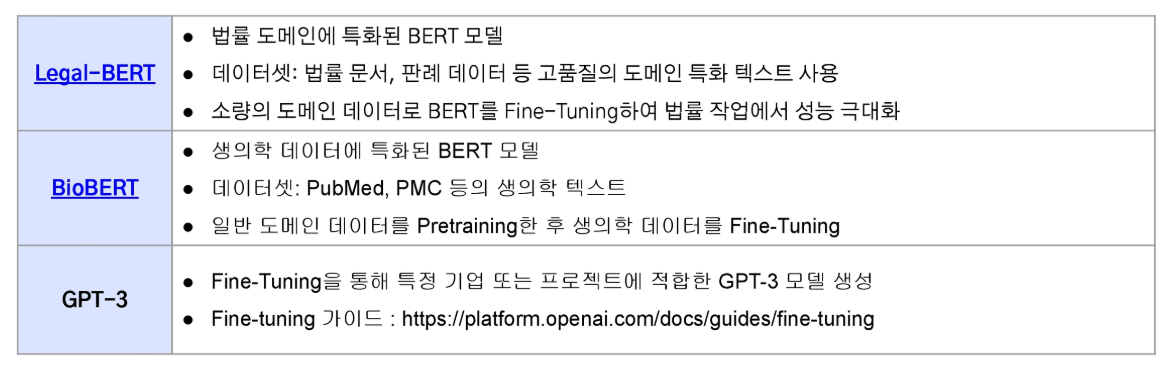 Legal-BERT
● 법률 도메인에 특화된 BERT 모델
● 데이터셋: 법률 문서, 판례 데이터 등 고품질의 도메인 특화 텍스트 사용
● 소량의 도메인 데이터로 BERT를 Fine-Tuning하여 법률 작업에서 성능 극대화
BioBERT
● 생의학 데이터에 특화된 BERT 모델
● 데이터셋: PubMed, PMC 등의 생의학 텍스트
● 일반 도메인 데이터를 Pretraining한 후 생의학 데이터를 Fine-Tuning
GPT-3
● Fine-Tuning을 통해 특정 기업 또는 프로젝트에 적합한 GPT-3 모델 생성
● Fine-tuning 가이드 : https://platform.openai.com/docs/guides/fine-tuning